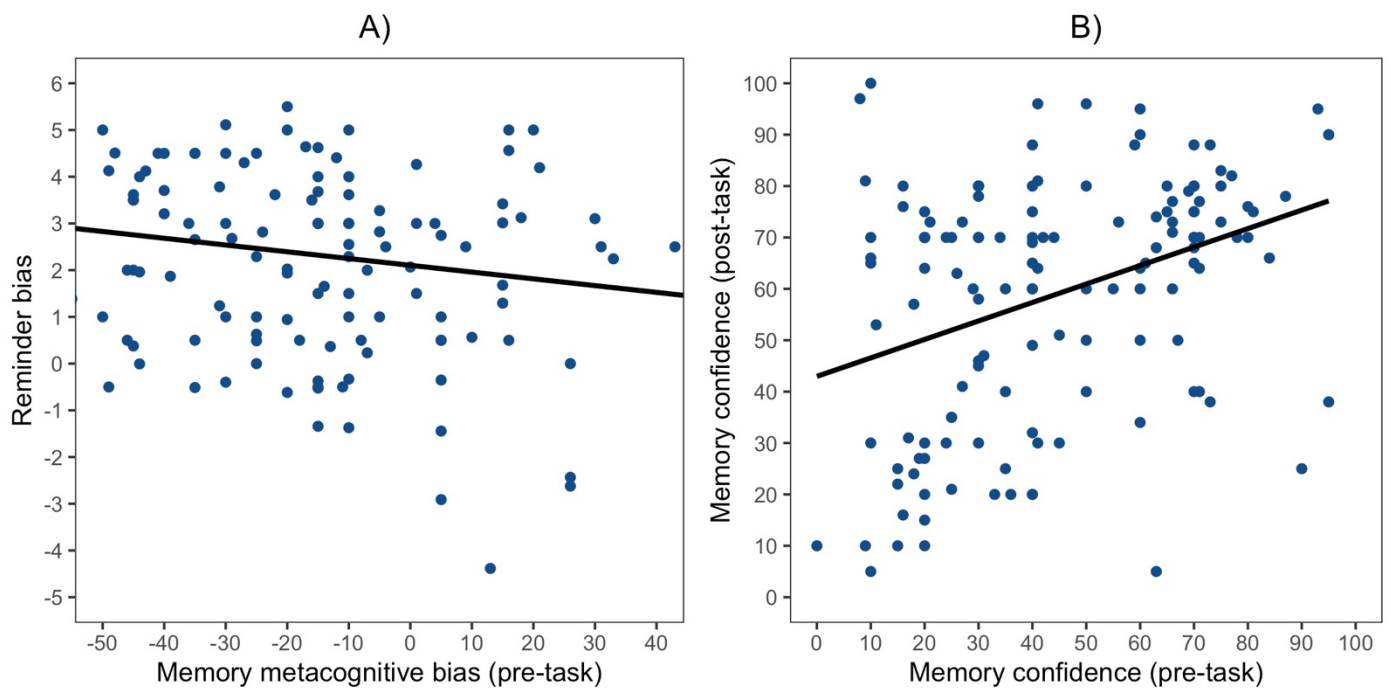 A)
Reminder bias
6
5
4
3
2
1
0
-1
-2
-3
-4
-5
-50 -40 -30 -20 -10 0 10 20 30 40
Memory metacognitive bias (pre-task)
B)
Memory confidence (post-task)
100
90
80
70
60
50
40
30
20
10
0
0 10 20 30 40 50 60 70 80 90 100
Memory confidence (pre-task)